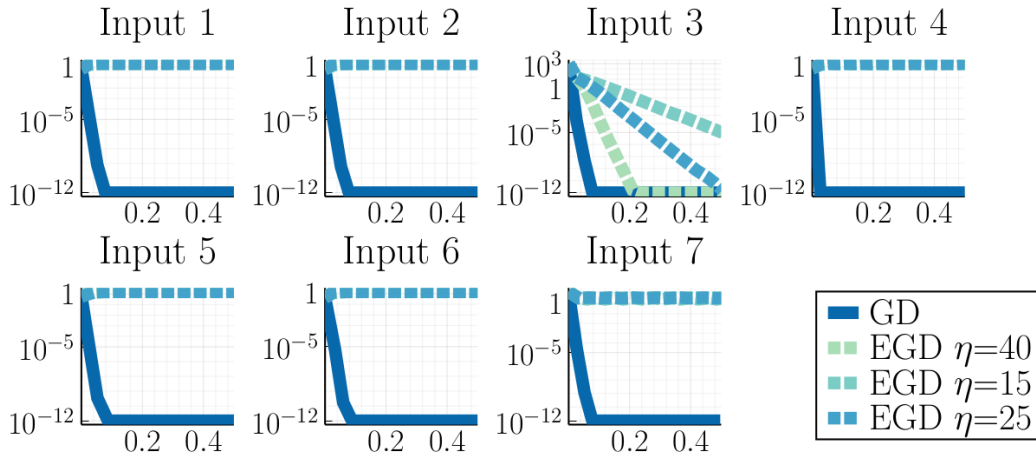 Input 1
Input 2
Input 3
Input 4
1
10^-5
10^-12
0.2 0.4
1
10^-5
10^-12
0.2 0.4
10^3
1
10^-5
10^-12
0.2 0.4
1
10^-5
10^-12
0.2 0.4
Input 5
Input 6
Input 7
1
10^-5
10^-12
0.2 0.4
1
10^-5
10^-12
0.2 0.4
1
10^-5
10^-12
0.2 0.4
GD
EGD η=40
EGD η=15
EGD η=25